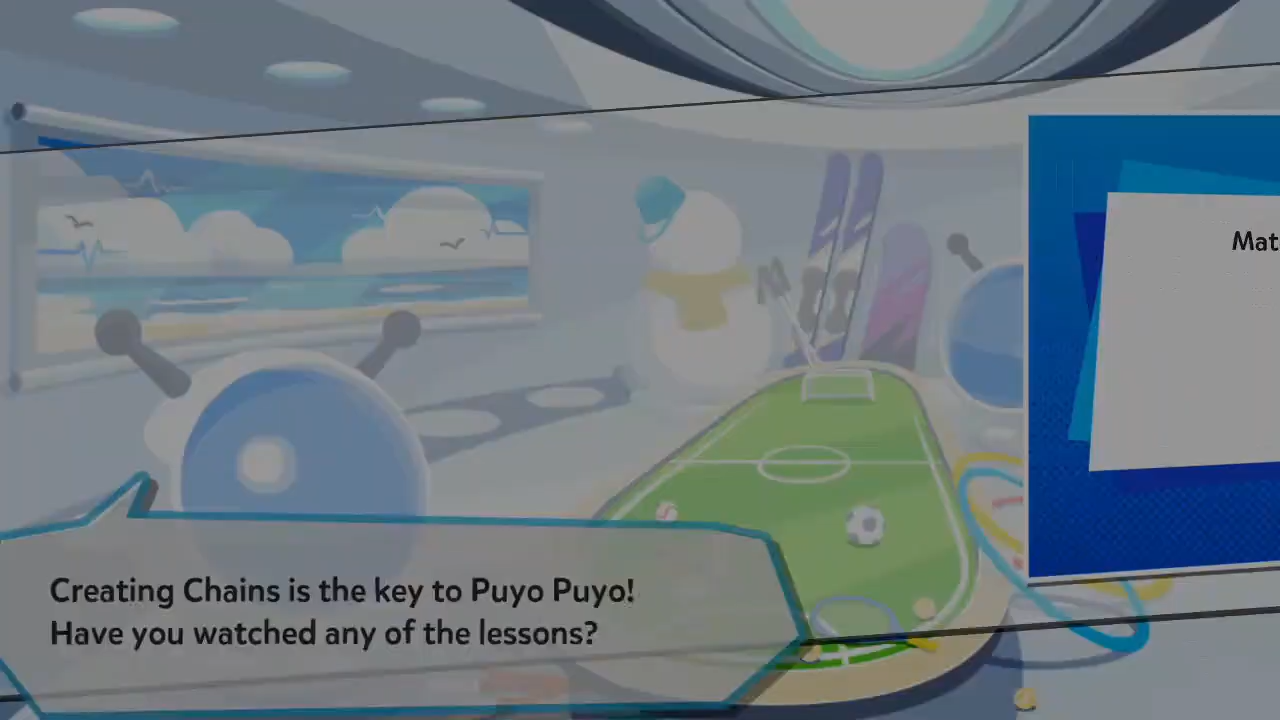 Mat
Creating Chains is the key to Puyo Puyo!
Have you watched any of the lessons?